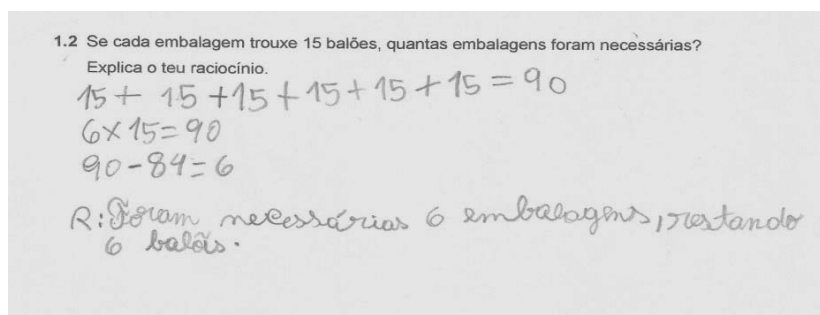 1.2 Se cada embalagem trouxe 15 balões, quantas embalagens foram necessárias?
Explica o teu raciocínio.
15 + 15 + 15 + 15 + 15 + 15 = 90
6 x 15 = 90
90 - 84 = 6
R: Foram necessárias 6 embalagens, restando
6 balõs.